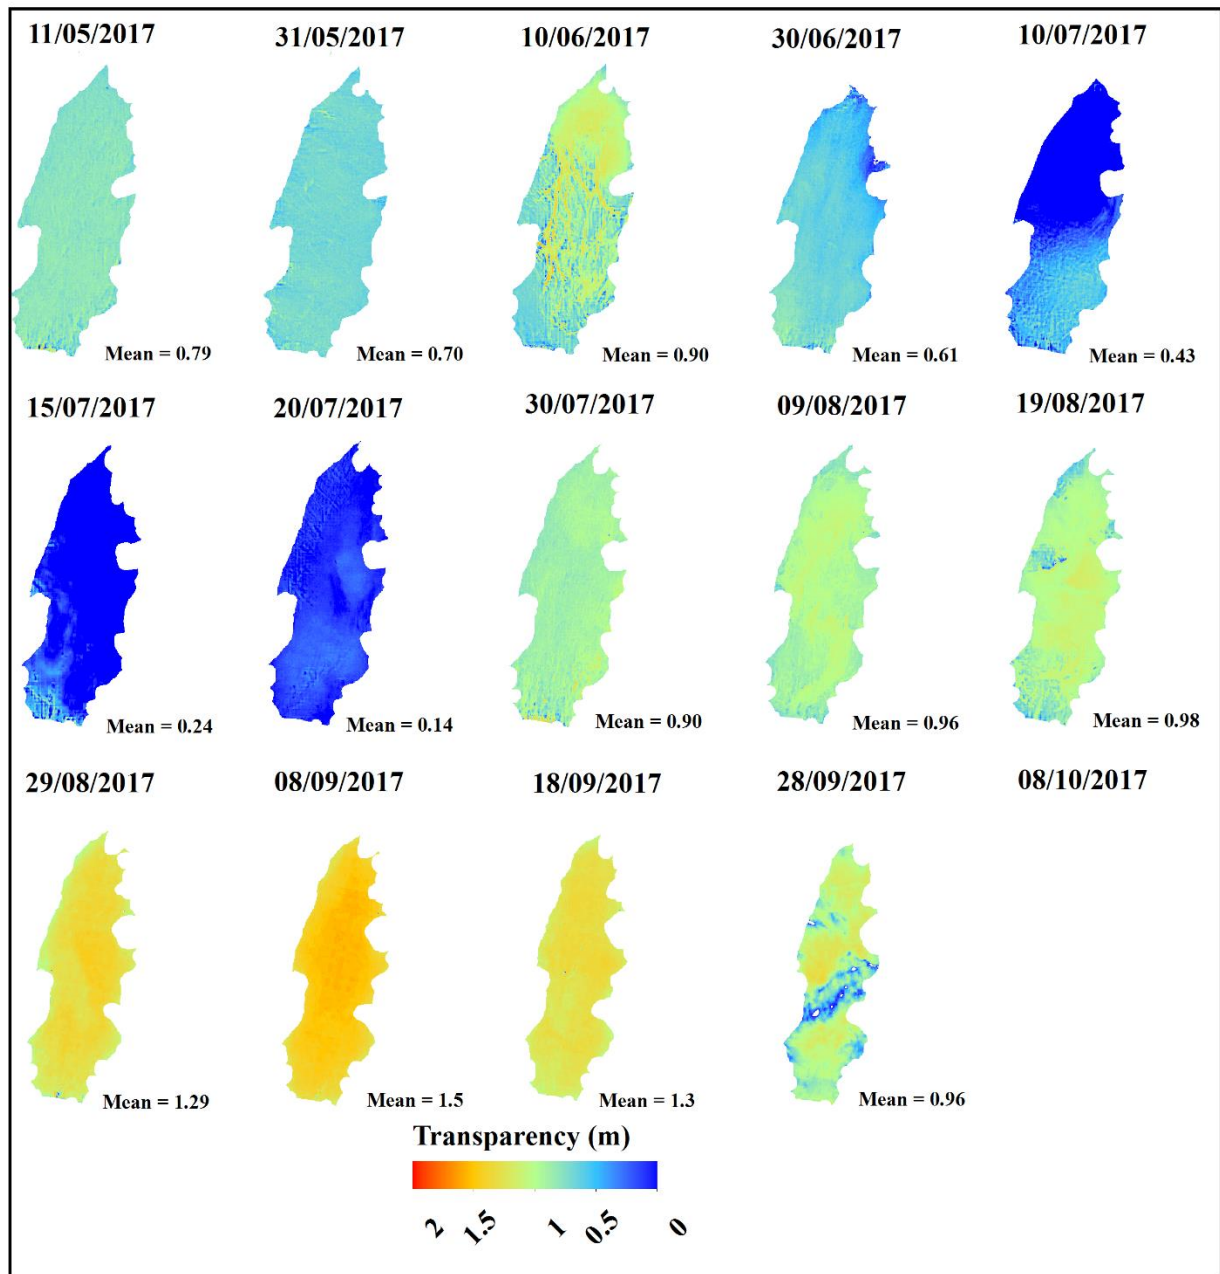 11/05/2017 31/05/2017 10/06/2017 30/06/2017 10/07/2017
Mean = 0.79 Mean = 0.70 Mean = 0.90 Mean = 0.61 Mean = 0.43
15/07/2017 20/07/2017 30/07/2017 09/08/2017 19/08/2017
Mean = 0.24 Mean = 0.14 Mean = 0.90 Mean = 0.96 Mean = 0.98
29/08/2017 08/09/2017 18/09/2017 28/09/2017 08/10/2017
Mean = 1.29 Mean = 1.5 Mean = 1.3 Mean = 0.96
Transparency (m)
2 1.5 1 0.5 0